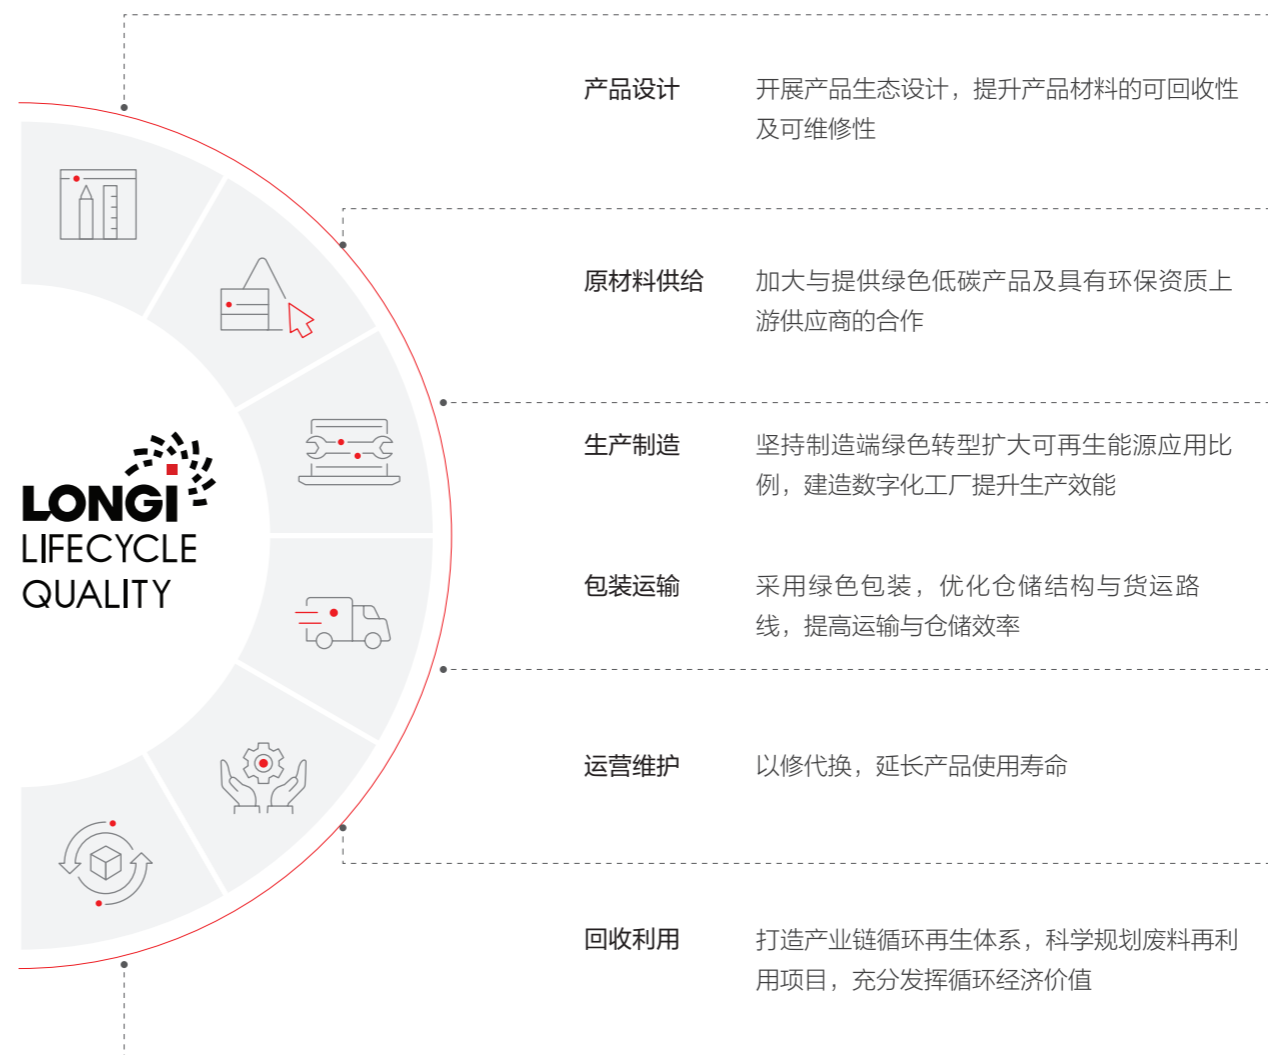 产品设计
开展产品生态设计，提升产品材料的可回收性
及可维修性
原材料供给
加大与提供绿色低碳产品及具有环保资质上
游供应商的合作
生产制造
坚持制造端绿色转型扩大可再生能源应用比
例，建造数字化工厂提升生产效能
LONGI
LIFECYCLE
QUALITY
包装运输
采用绿色包装，优化仓储结构与货运路
线，提高运输与仓储效率
运营维护
以修代换，延长产品使用寿命
回收利用
打造产业链循环再生体系，科学规划废料再利
用项目，充分发挥循环经济价值